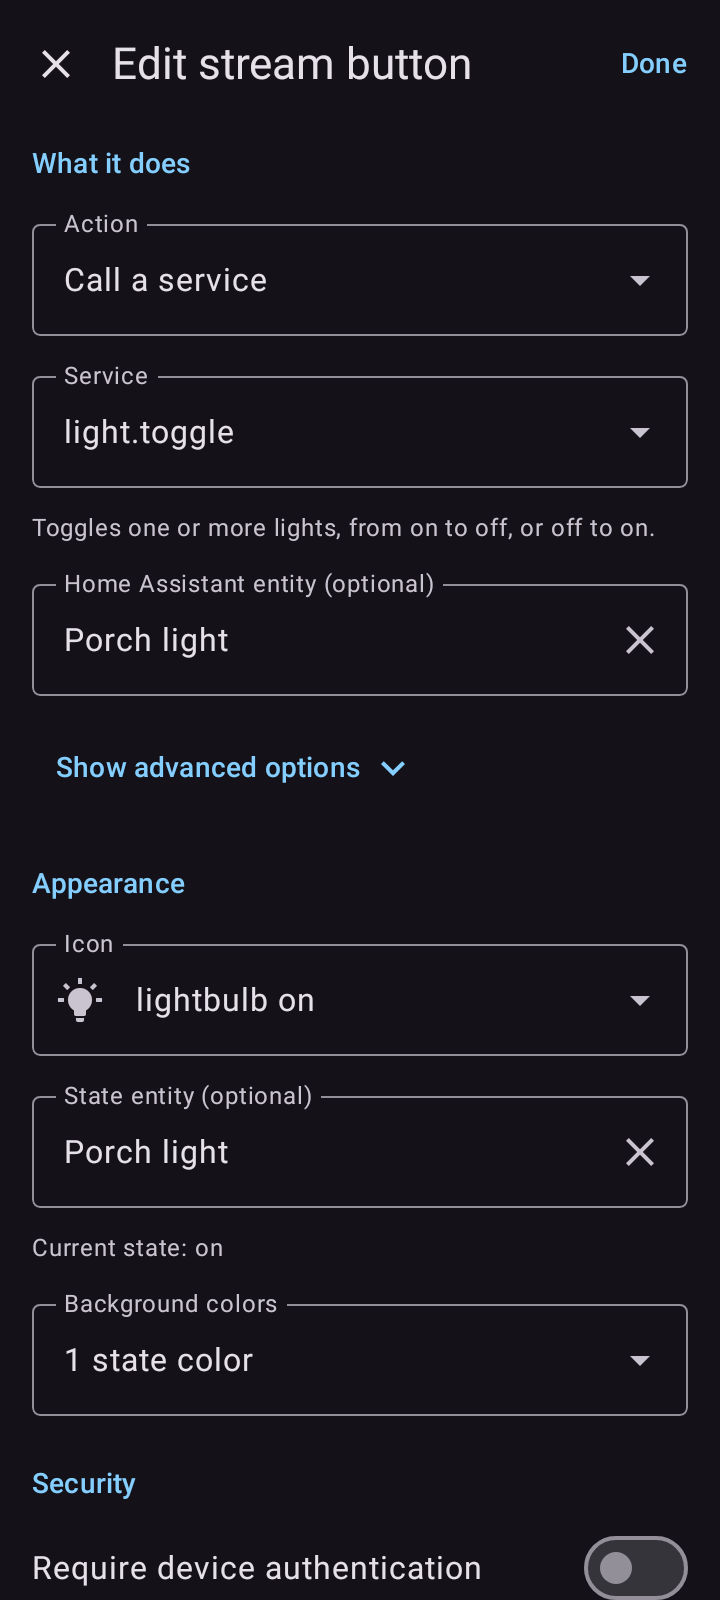 Edit stream button
Done
What it does
Action
Call a service
Service
light.toggle
Toggles one or more lights, from on to off, or off to on.
Home Assistant entity (optional)
Porch light
Show advanced options
Appearance
Icon
lightbulb on
State entity (optional)
Porch light
Current state: on
Background colors
1 state color
Security
Require device authentication